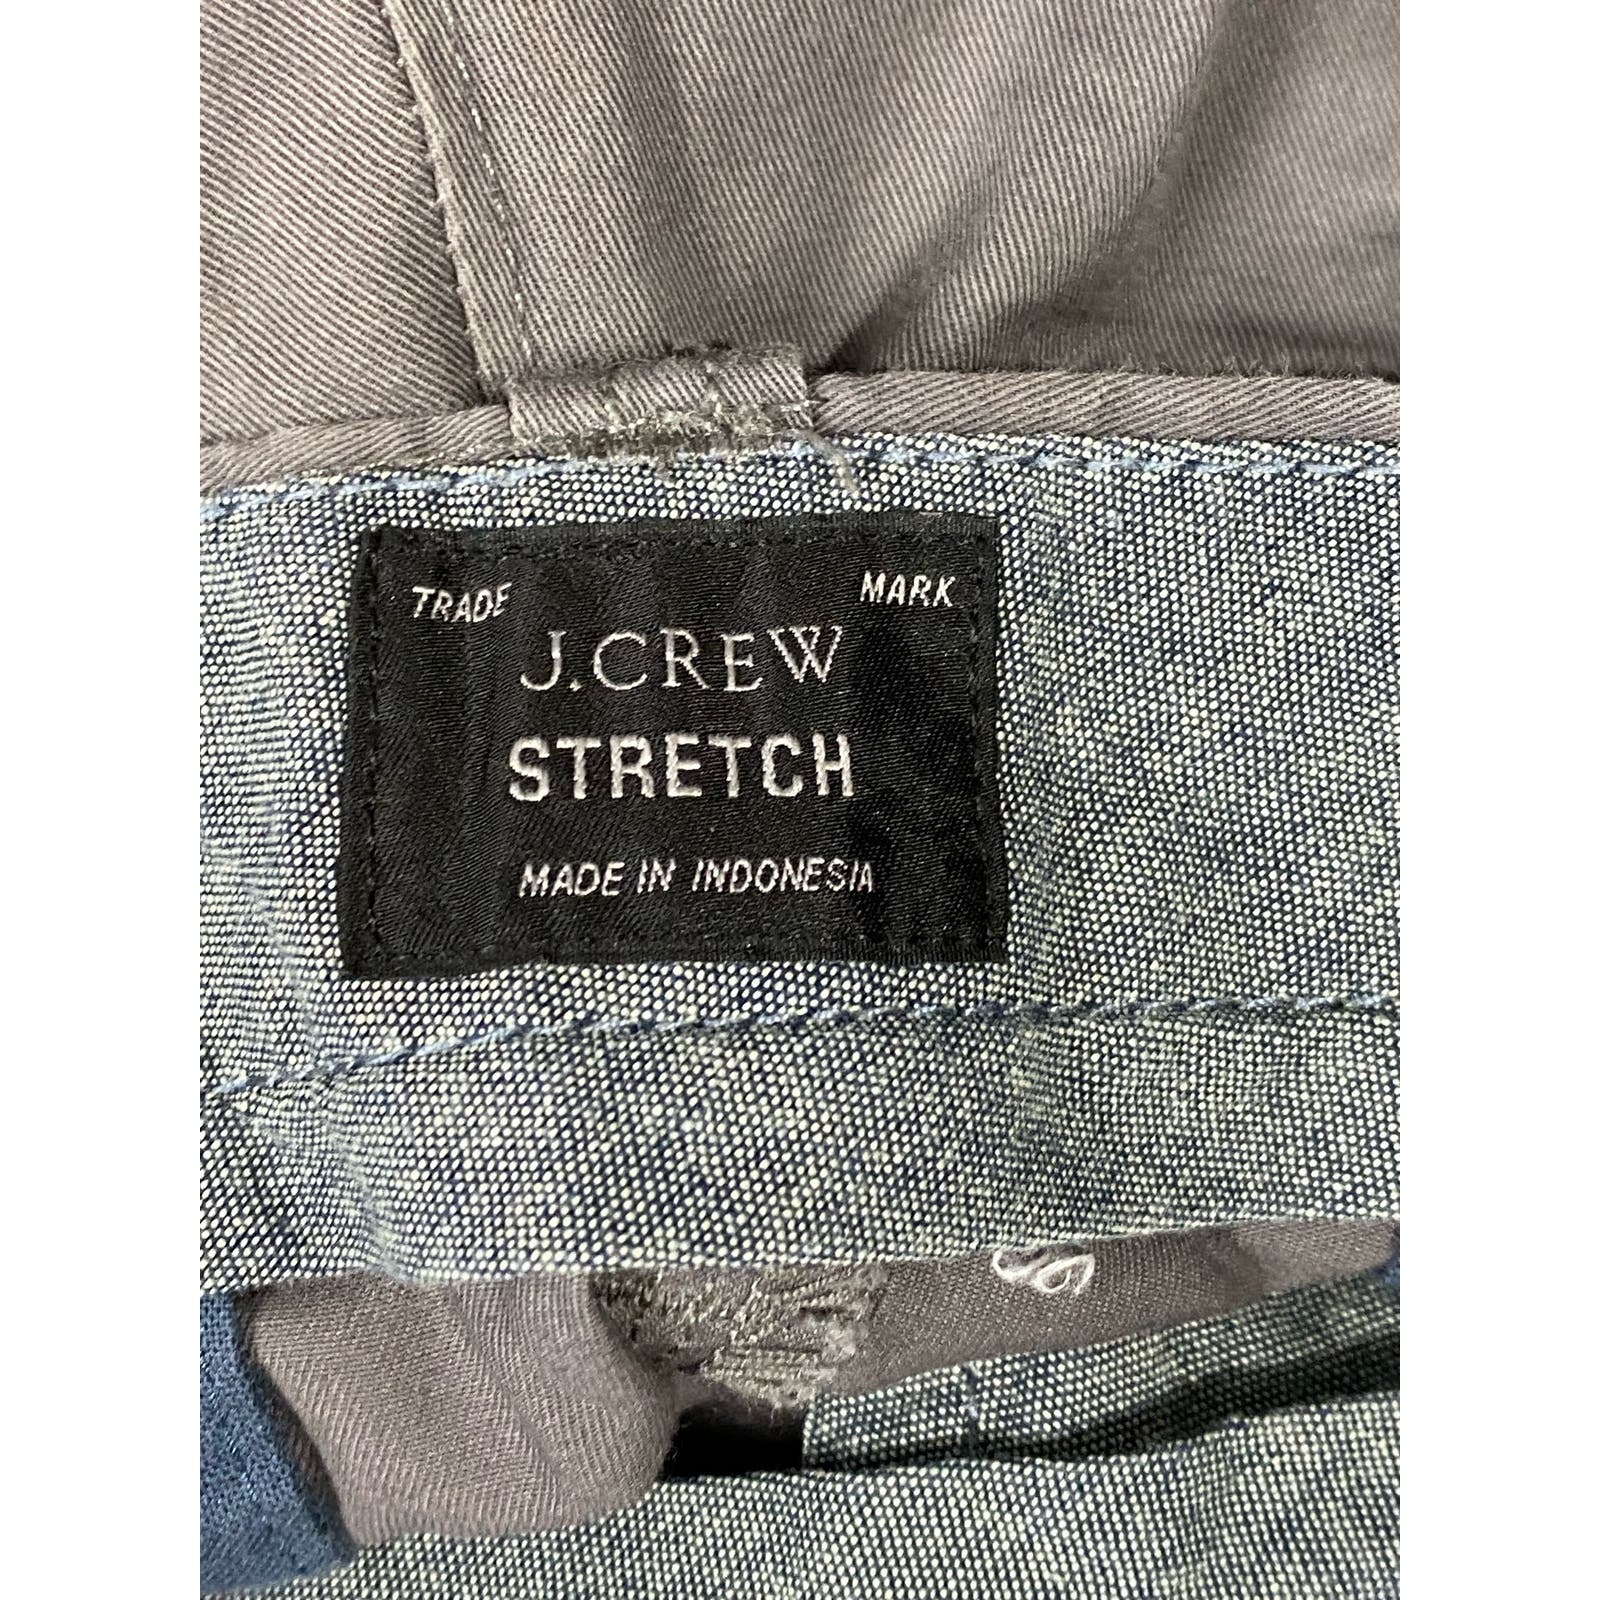 TRADE MARK
J.CREW
STRETCH
MADE IN INDONESIA